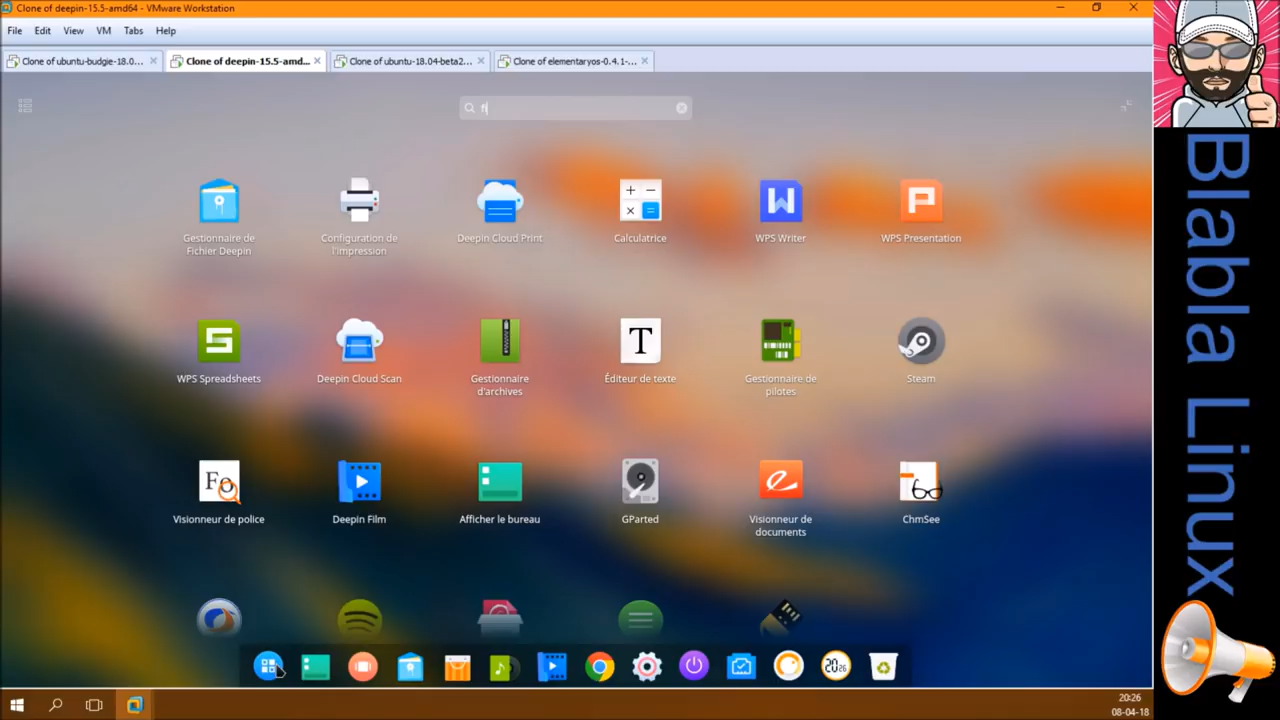 Clone of deepin-15.5-amd64 - VMware Workstation
File Edit View VM Tabs Help
Clone of ubuntu-budgie-18.0... Clone of deepin-15.5-amd... Clone of ubuntu-18.04-beta2... Clone of elementaryos-0.4.1-...
fi
W P
Gestionnaire de
Fichier Deepin
Configuration de
l'impression
Deepin Cloud Print
Calculatrice
WPS Writer
WPS Presentation
S T
WPS Spreadsheets
Deepin Cloud Scan
Gestionnaire
d'archives
Éditeur de texte
Gestionnaire de
pilotes
Steam
Fo
Visionneur de police
Deepin Film
Afficher le bureau
GParted
Visionneur de
documents
ChmSee
20:26
20:26
08-04-18
Blabla Linux